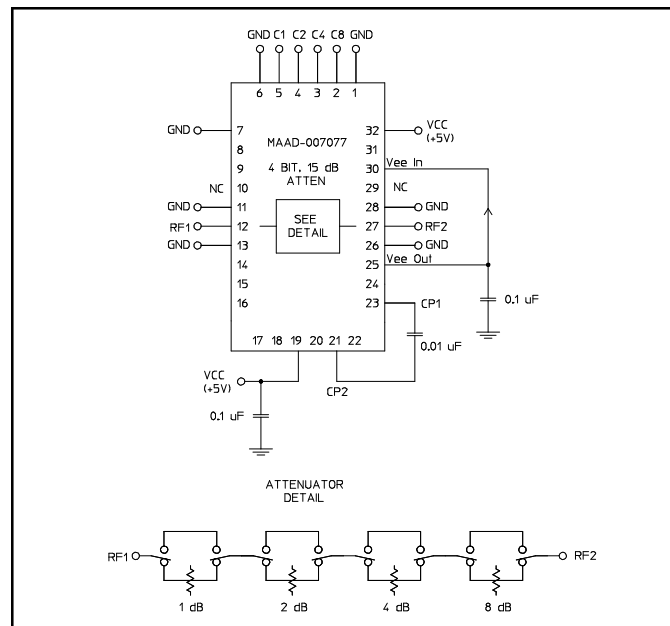 GND C1 C2 C4 C8 GND
6 5 4 3 2 1
GND 7 32 VCC
(+5V)
MAAD-007077
8 31
9 4 BIT, 15 dB 30 Vee In
ATTEN
NC 10 29 NC
GND 11 28 GND
RF1 12 SEE 27 RF2
DETAIL
GND 13 26 GND
14 25 Vee Out
15 24
16 23 CP1
0.1 uF
17 18 19 20 21 22
0.01 uF
VCC
(+5V)
CP2
0.1 uF
ATTENUATOR
DETAIL
RF1 RF2
1 dB 2 dB 4 dB 8 dB